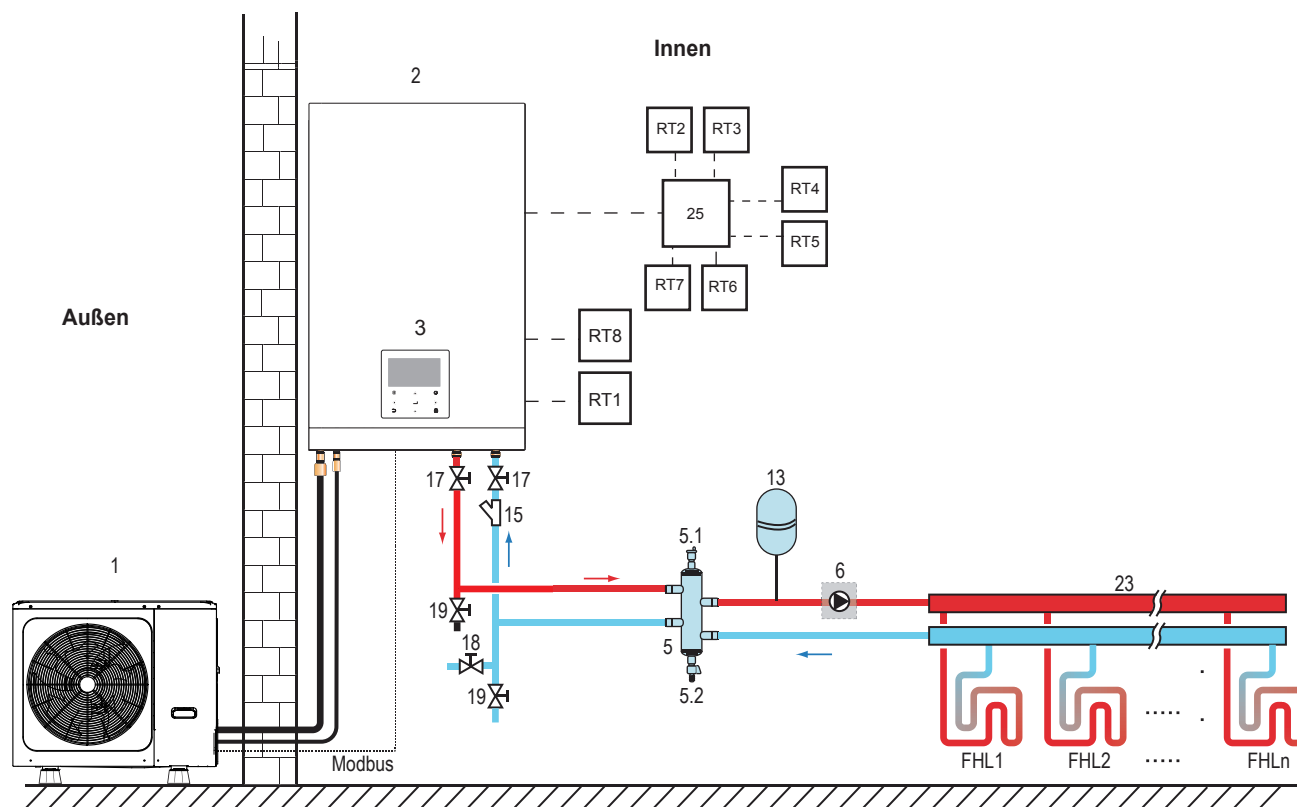 Innen
2
RT2
RT3
25
RT4
RT5
RT7
RT6
Außen
3
RT8
RT1
17
17
15
13
1
5.1
6
23
19
18
5
19
5.2
Modbus
FHL1
FHL2
.....
.....
FHLn